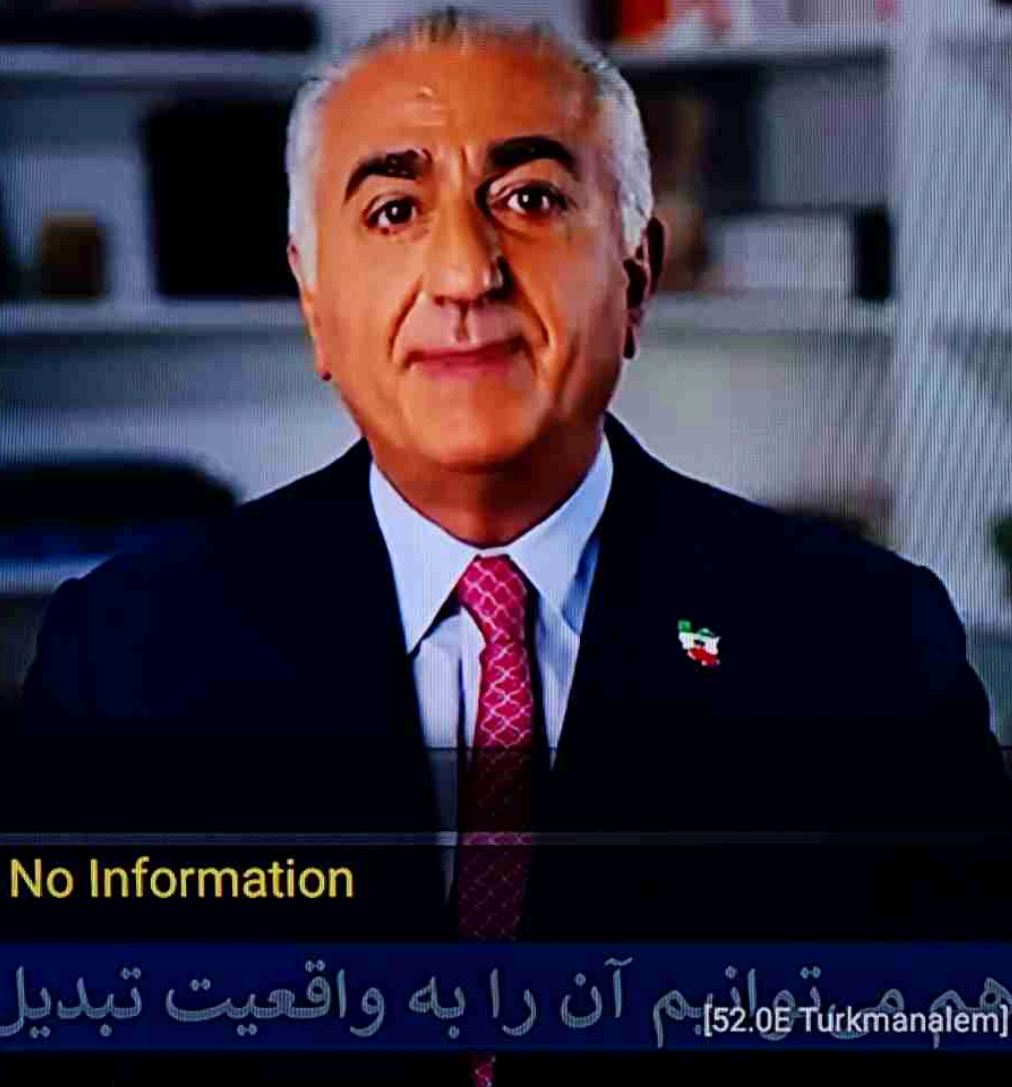 No Information
هم می‌توانیم آن را به واقعیت تبدیل
[52.0E Turkmanalem]